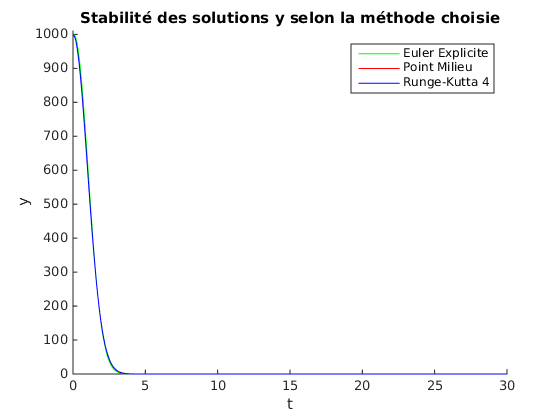 Stabilité des solutions y selon la méthode choisie
1000
900
800
700
600
500
400
300
200
100
0
y
0 5 10 15 20 25 30
t
Euler Explicite
Point Milieu
Runge-Kutta 4